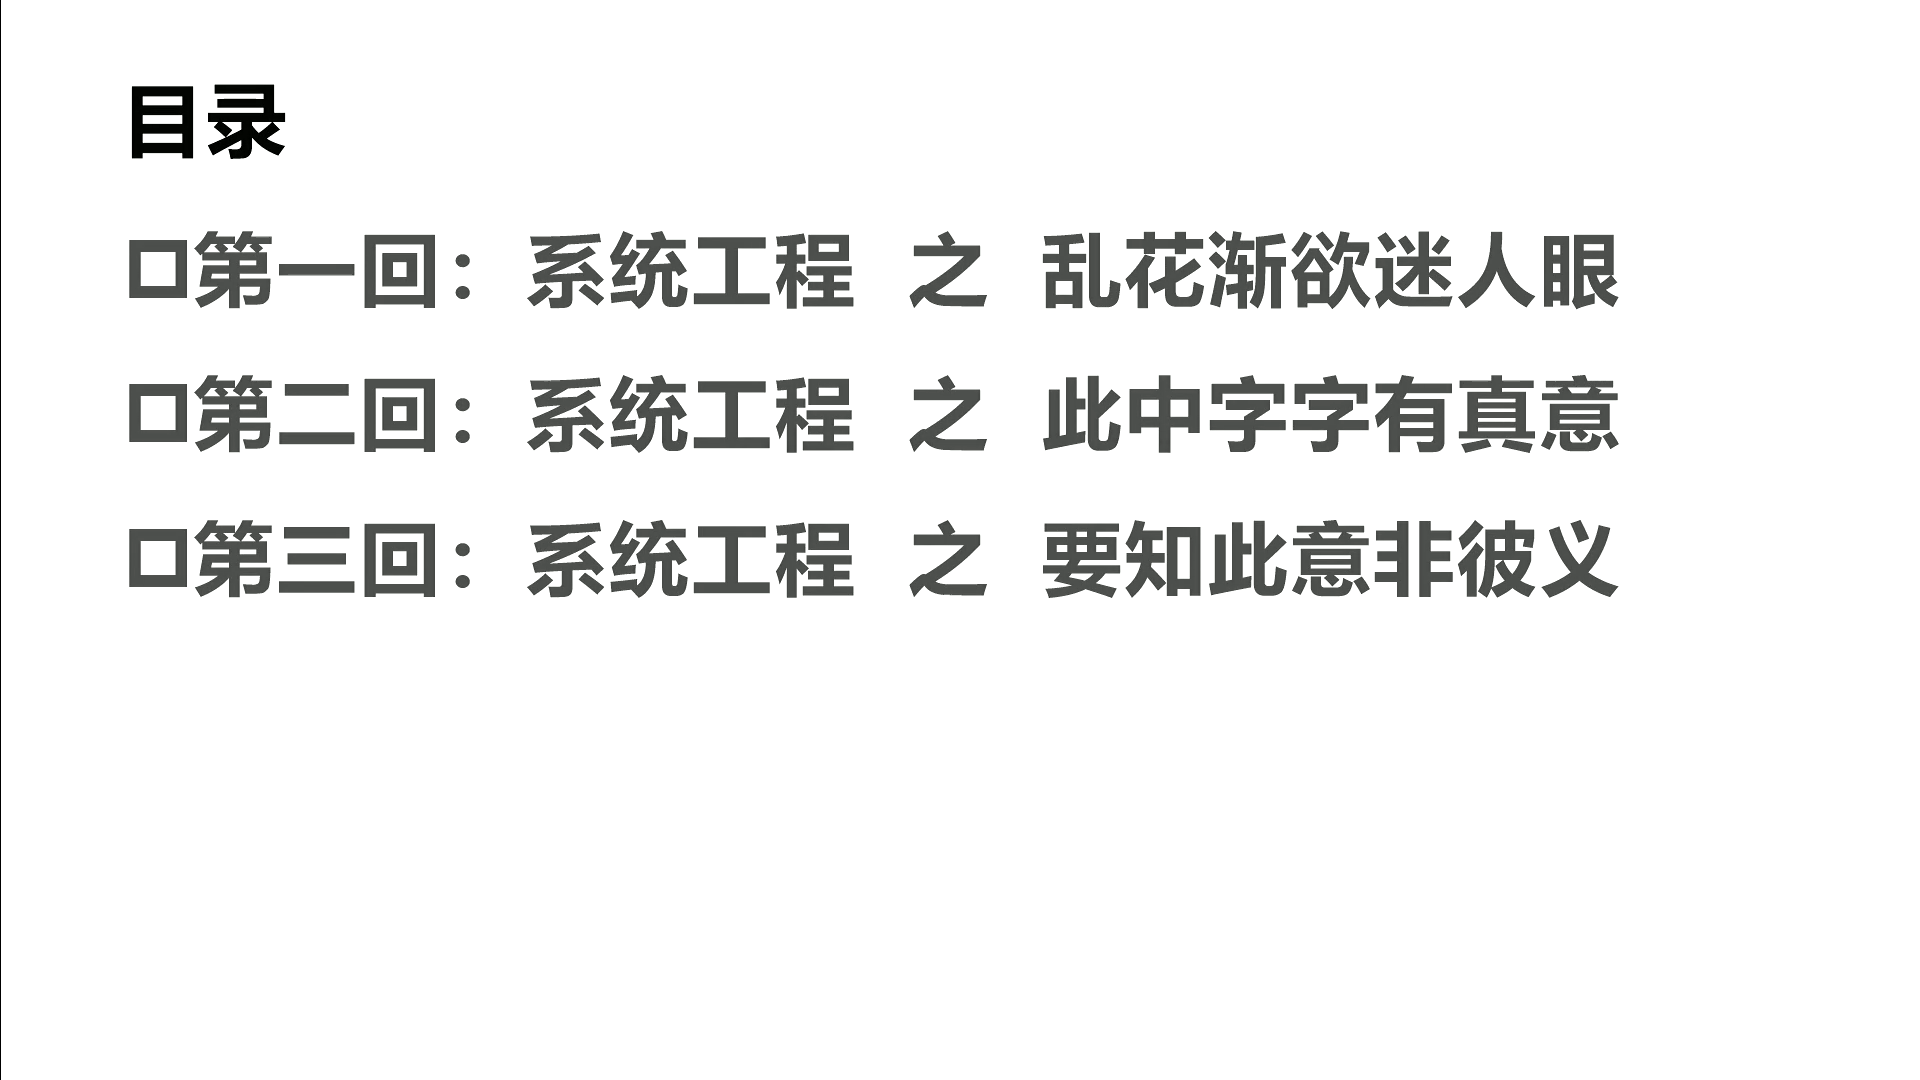 目录
第一回：系统工程 之 乱花渐欲迷人眼
第二回：系统工程 之 此中字字有真意
第三回：系统工程 之 要知此意非彼义